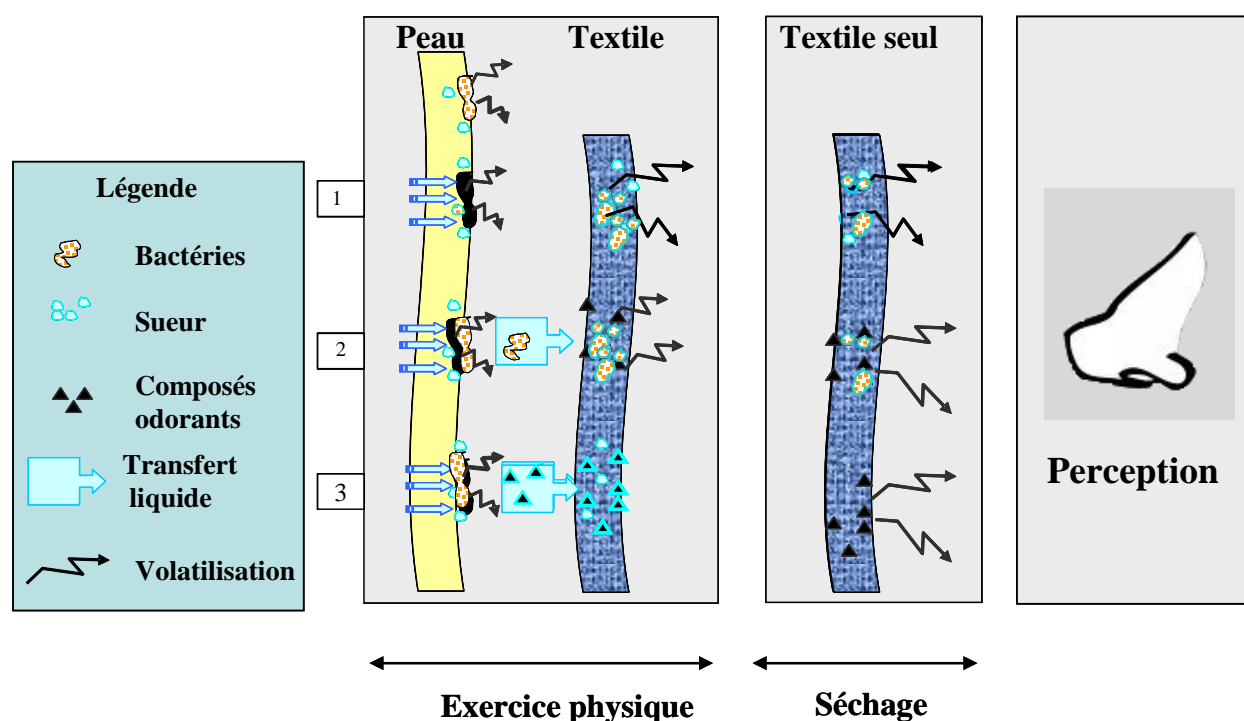 Peau
Textile
Textile seul
Légende
Bactéries
Sueur
Composés
odorants
Transfert
liquide
Volatilisation
1
2
3
Perception
Exercice physique
Séchage